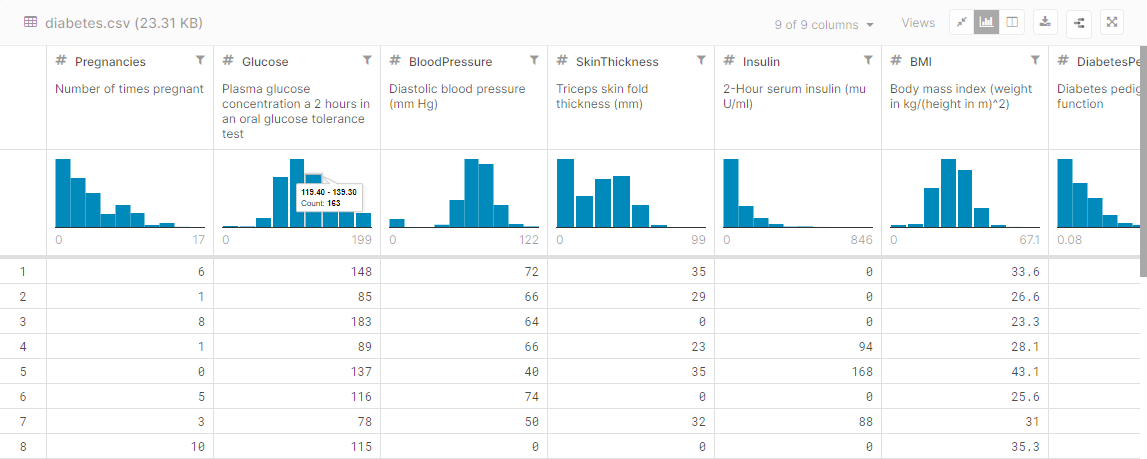 diabetes.csv (23.31 KB) 9 of 9 columns Views
# Pregnancies # Glucose # BloodPressure # SkinThickness # Insulin # BMI # DiabetesPe
Number of times pregnant
Plasma glucose
concentration a 2 hours in
an oral glucose tolerance
test
Diastolic blood pressure
(mm Hg)
Triceps skin fold
thickness (mm)
2-Hour serum insulin (mu
U/ml)
Body mass index (weight
in kg/(height in m)^2)
Diabetes pedig
function
119.40 - 139.30
Count: 163
0 17 0 199 0 122 0 99 0 846 0 67.1 0.08
1 6 148 72 35 0 33.6
2 1 85 66 29 0 26.6
3 8 183 64 0 0 23.3
4 1 89 66 23 94 28.1
5 0 137 40 35 168 43.1
6 5 116 74 0 0 25.6
7 3 78 50 32 88 31
8 10 115 0 0 0 35.3